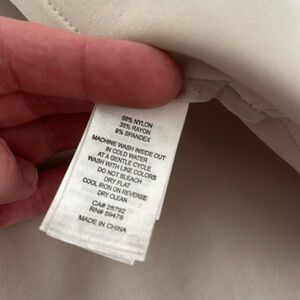 56% NYLON
35% RAYON
9% SPANDEX
MACHINE WASH INSIDE OUT
IN COLD WATER
AT A GENTLE CYCLE
WASH WITH LIKE COLORS
DO NOT BLEACH
DRY FLAT
COOL IRON ON REVERSE
DRY CLEAN
CA# 28792
RN# 59478
MADE IN CHINA